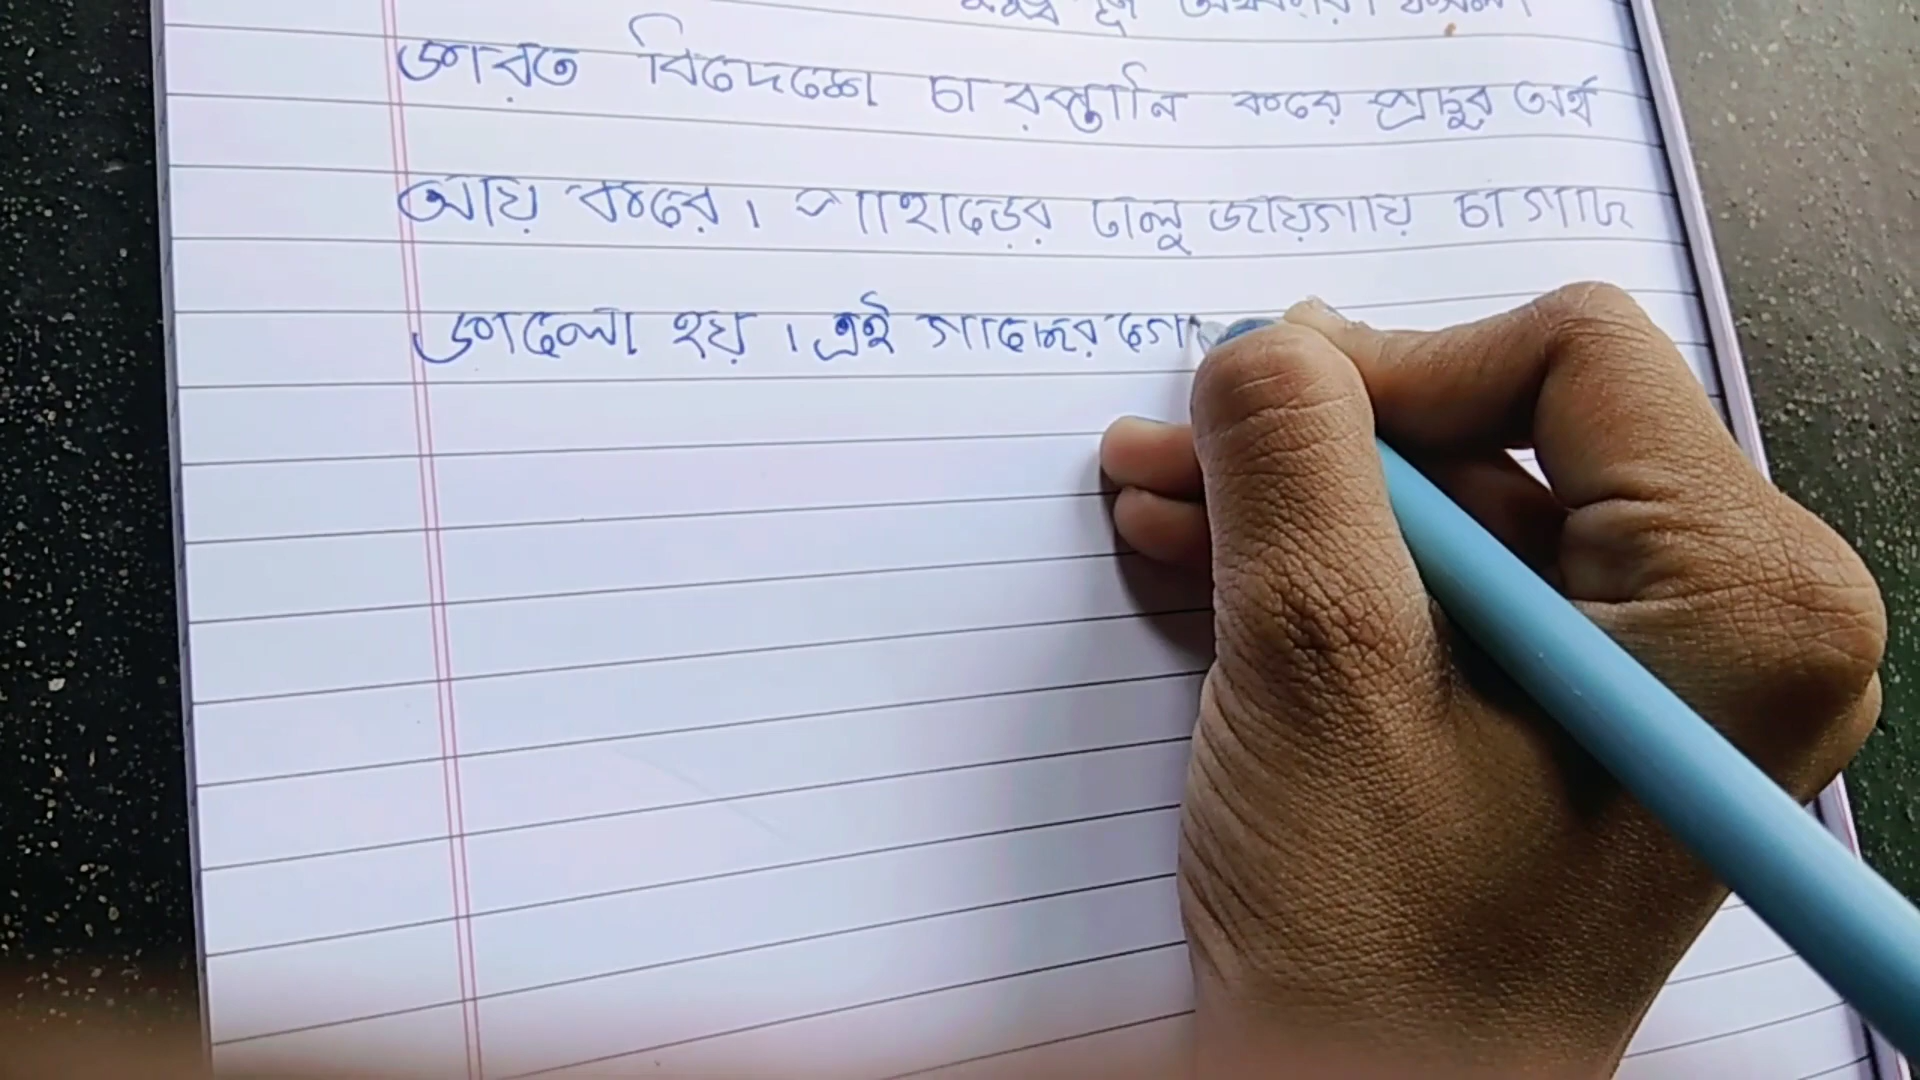 ভারত বিদেশে চা রপ্তানি করে প্রচুর অর্থ
আয় করে। পাহাড়ের ঢালু জায়গায় চা গাছ
ভালো হয়। এই গাছের গো